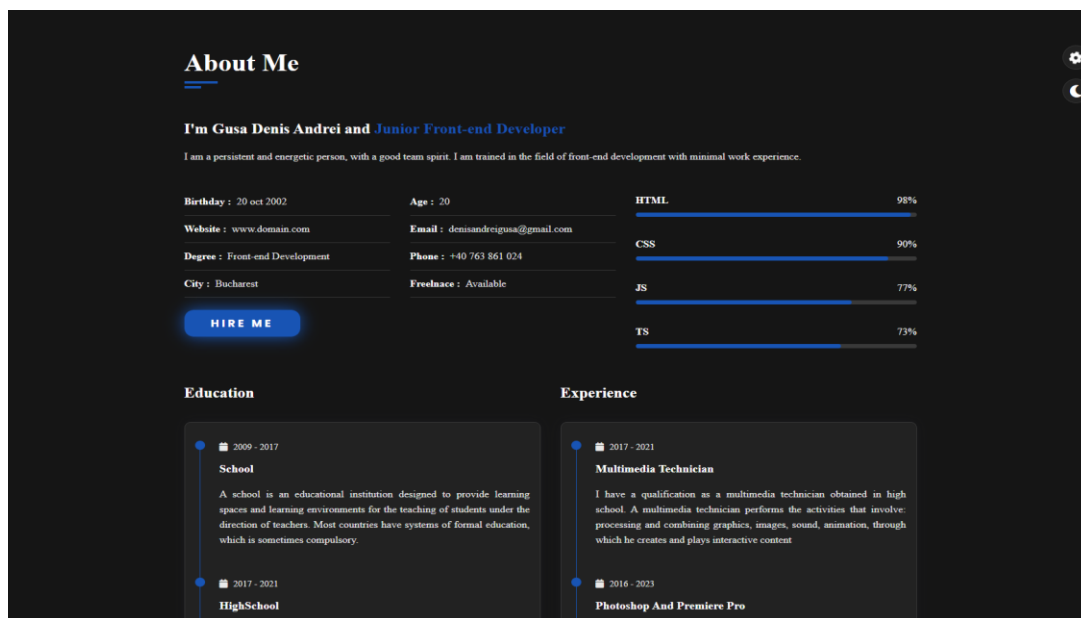 About Me
I'm Gusa Denis Andrei and Junior Front-end Developer
I am a persistent and energetic person, with a good team spirit. I am trained in the field of front-end development with minimal work experience.
Birthday : 20 oct 2002
Age : 20
Website : www.domain.com
Email : denisandreigusa@gmail.com
Degree : Front-end Development
Phone : +40 763 861 024
City : Bucharest
Freelnace : Available
HIRE ME
HTML 98%
CSS 90%
JS 77%
TS 73%
Education
2009 - 2017
School
A school is an educational institution designed to provide learning
spaces and learning environments for the teaching of students under the
direction of teachers. Most countries have systems of formal education,
which is sometimes compulsory.
2017 - 2021
HighSchool
Experience
2017 - 2021
Multimedia Technician
I have a qualification as a multimedia technician obtained in high
school. A multimedia technician performs the activities that involve:
processing and combining graphics, images, sound, animation, through
which he creates and plays interactive content
2016 - 2023
Photoshop And Premiere Pro